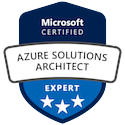 Microsoft
CERTIFIED
AZURE SOLUTIONS
ARCHITECT
EXPERT